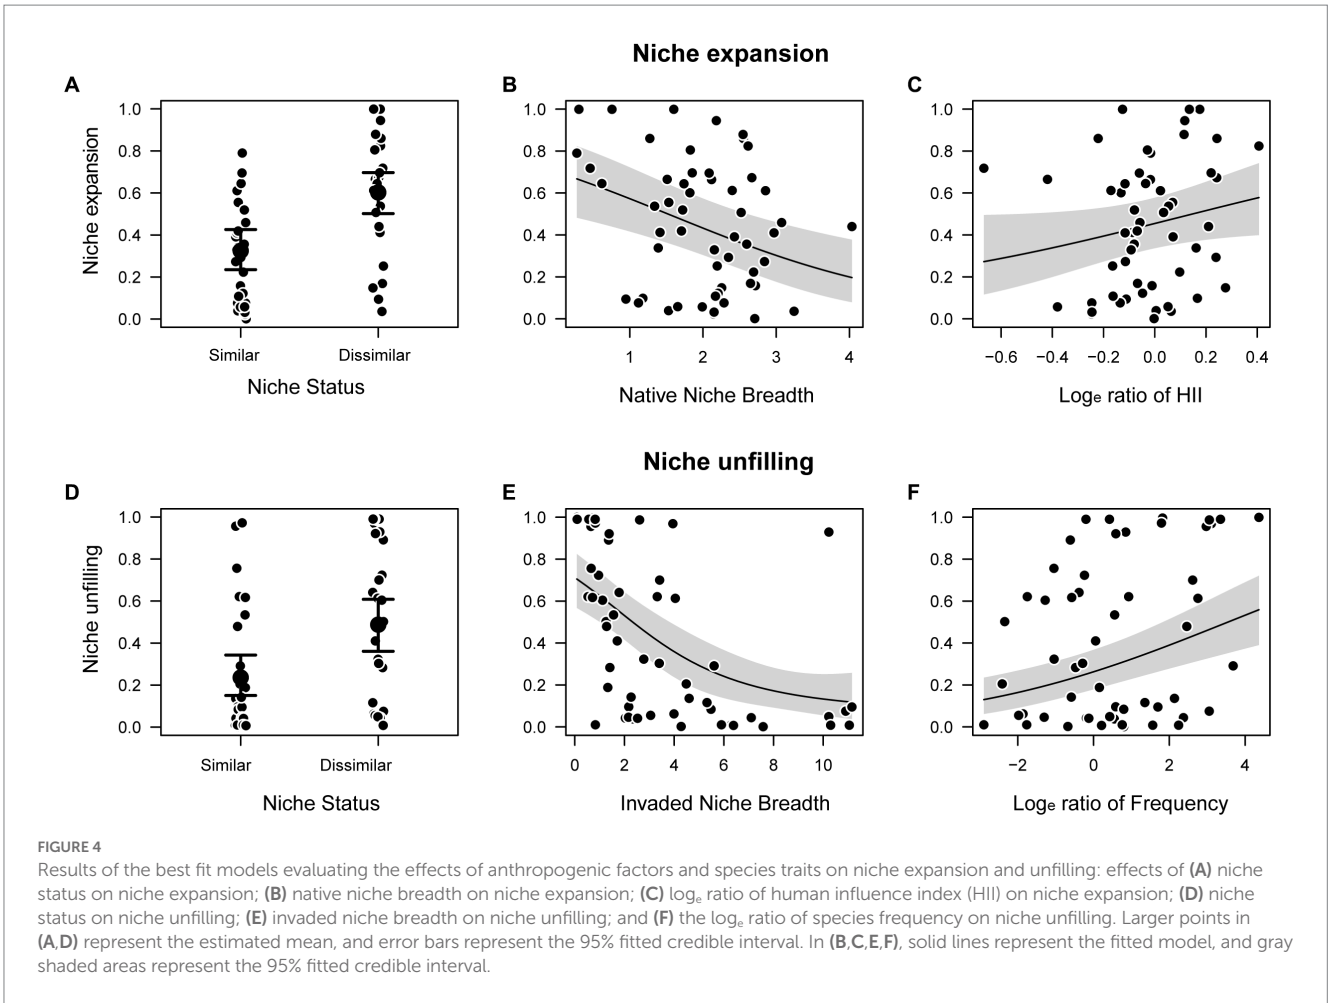 Niche expansion
A
B
C
Niche expansion
1.0
0.8
0.6
0.4
0.2
0.0
Similar
Dissimilar
Niche Status
1.0
0.8
0.6
0.4
0.2
0.0
1
2
3
4
Native Niche Breadth
1.0
0.8
0.6
0.4
0.2
0.0
−0.6
−0.4
−0.2
0.0
0.2
0.4
Logₑ ratio of HII
Niche unfilling
D
E
F
Niche unfilling
1.0
0.8
0.6
0.4
0.2
0.0
Similar
Dissimilar
Niche Status
1.0
0.8
0.6
0.4
0.2
0.0
0
2
4
6
8
10
Invaded Niche Breadth
1.0
0.8
0.6
0.4
0.2
0.0
−2
0
2
4
Logₑ ratio of Frequency
FIGURE 4
Results of the best fit models evaluating the effects of anthropogenic factors and species traits on niche expansion and unfilling: effects of (A) niche
status on niche expansion; (B) native niche breadth on niche expansion; (C) logₑ ratio of human influence index (HII) on niche expansion; (D) niche
status on niche unfilling; (E) invaded niche breadth on niche unfilling; and (F) the logₑ ratio of species frequency on niche unfilling. Larger points in
(A,D) represent the estimated mean, and error bars represent the 95% fitted credible interval. In (B,C,E,F), solid lines represent the fitted model, and gray
shaded areas represent the 95% fitted credible interval.